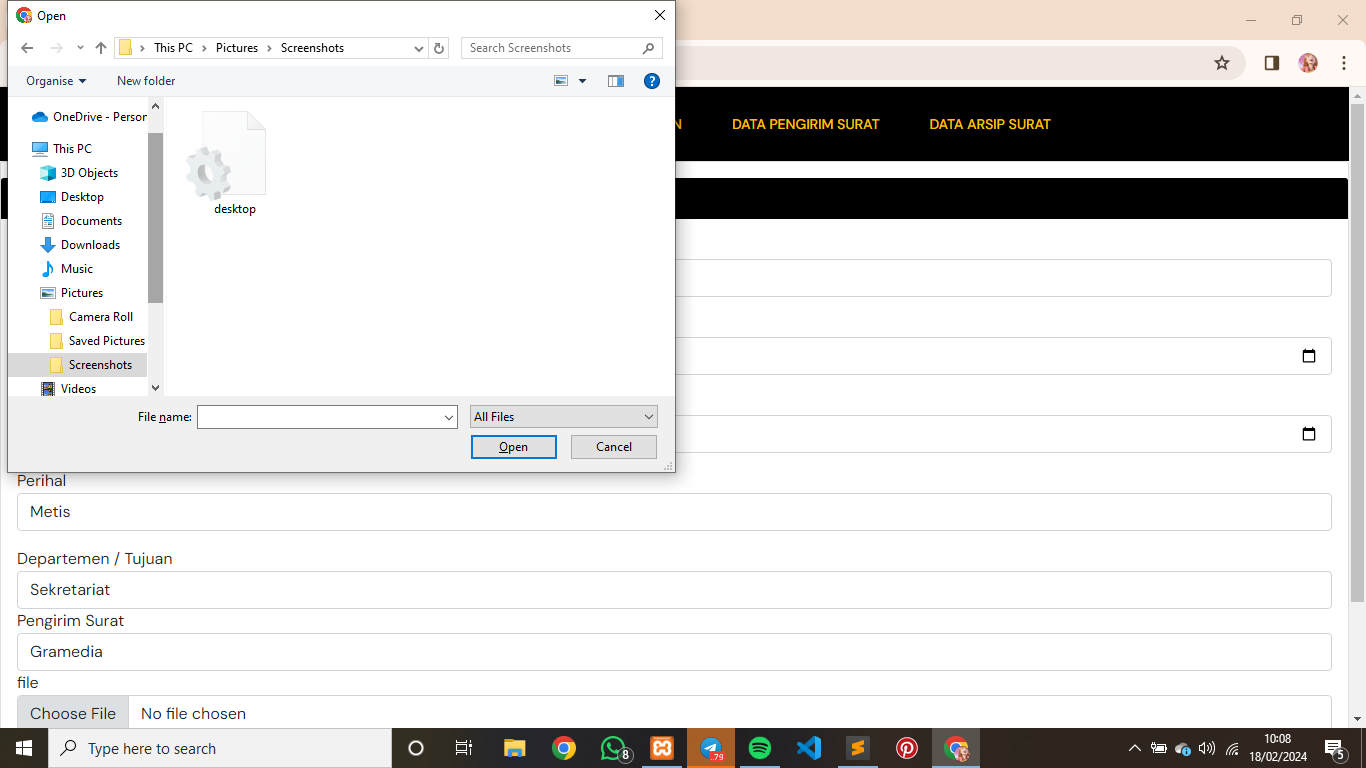 Open
This PC
Pictures
Screenshots
Search Screenshots
Organise
New folder
OneDrive - Person
This PC
3D Objects
Desktop
Documents
Downloads
Music
Pictures
Camera Roll
Saved Pictures
Screenshots
Videos
desktop
File name:
All Files
Open
Cancel
N
DATA PENGIRIM SURAT
DATA ARSIP SURAT
Perihal
Metis
Departemen / Tujuan
Sekretariat
Pengirim Surat
Gramedia
file
Choose File No file chosen
Type here to search
8
79
10:08
18/02/2024
5